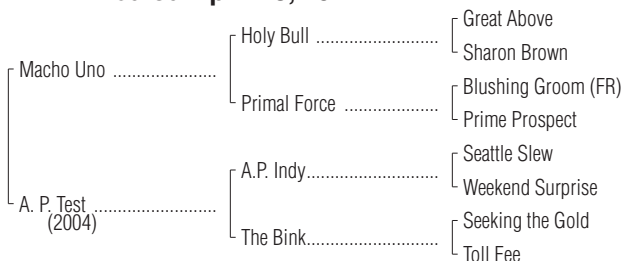 Great Above
Holy Bull ............................
Sharon Brown
Macho Uno .......................
Blushing Groom (FR)
Primal Force .....................
Prime Prospect
Seattle Slew
A.P. Indy..............................
Weekend Surprise
A. P. Test ...........................
(2004)
Seeking the Gold
The Bink..............................
Toll Fee